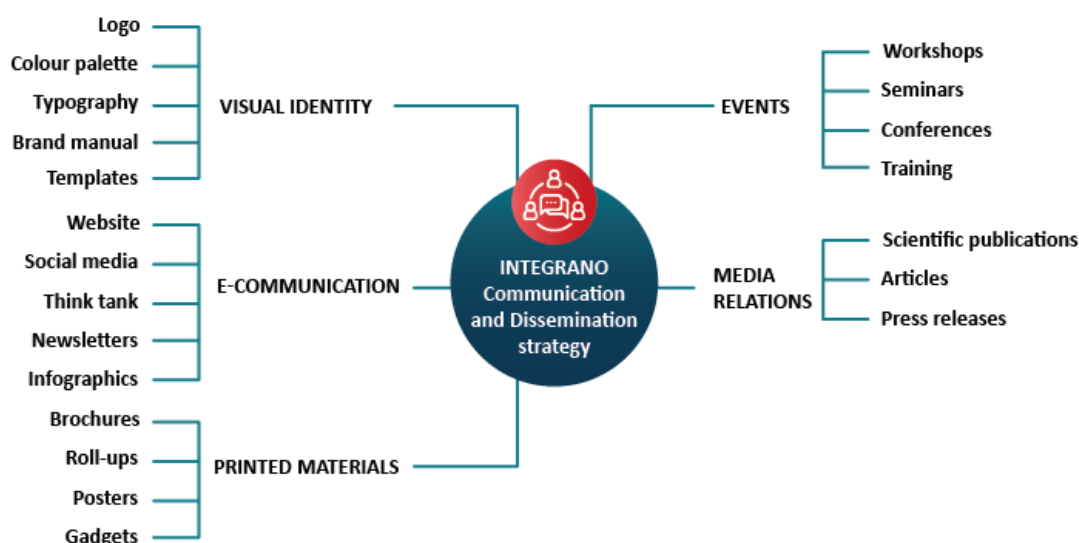 Logo
Colour palette
Typography
Brand manual
Templates
VISUAL IDENTITY
Website
Social media
Think tank
Newsletters
Infographics
E-COMMUNICATION
Brochures
Roll-ups
Posters
Gadgets
PRINTED MATERIALS
INTEGRANO
Communication
and Dissemination
strategy
EVENTS
Workshops
Seminars
Conferences
Training
MEDIA
RELATIONS
Scientific publications
Articles
Press releases